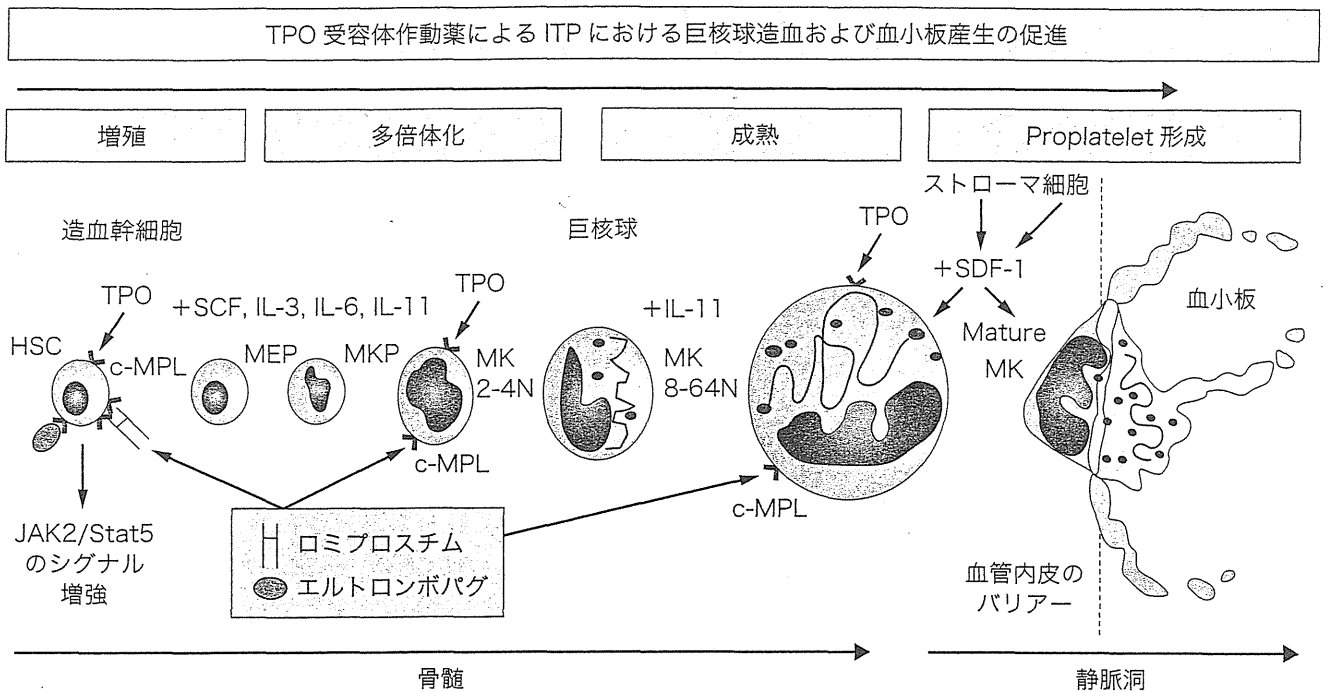 TPO 受容体作動薬による ITP における巨核球造血および血小板産生の促進
増殖
多倍体化
成熟
Proplatelet 形成
造血幹細胞
巨核球
ストローマ細胞
TPO
+SDF-1
血小板
TPO
+SCF, IL-3, IL-6, IL-11
TPO
+IL-11
Mature
MK
HSC
c-MPL
MEP
MKP
MK
2-4N
MK
8-64N
c-MPL
c-MPL
JAK2/Stat5
のシグナル
増強
ロミプロスチム
エルトロンボパグ
血管内皮の
バリアー
骨髄
静脈洞